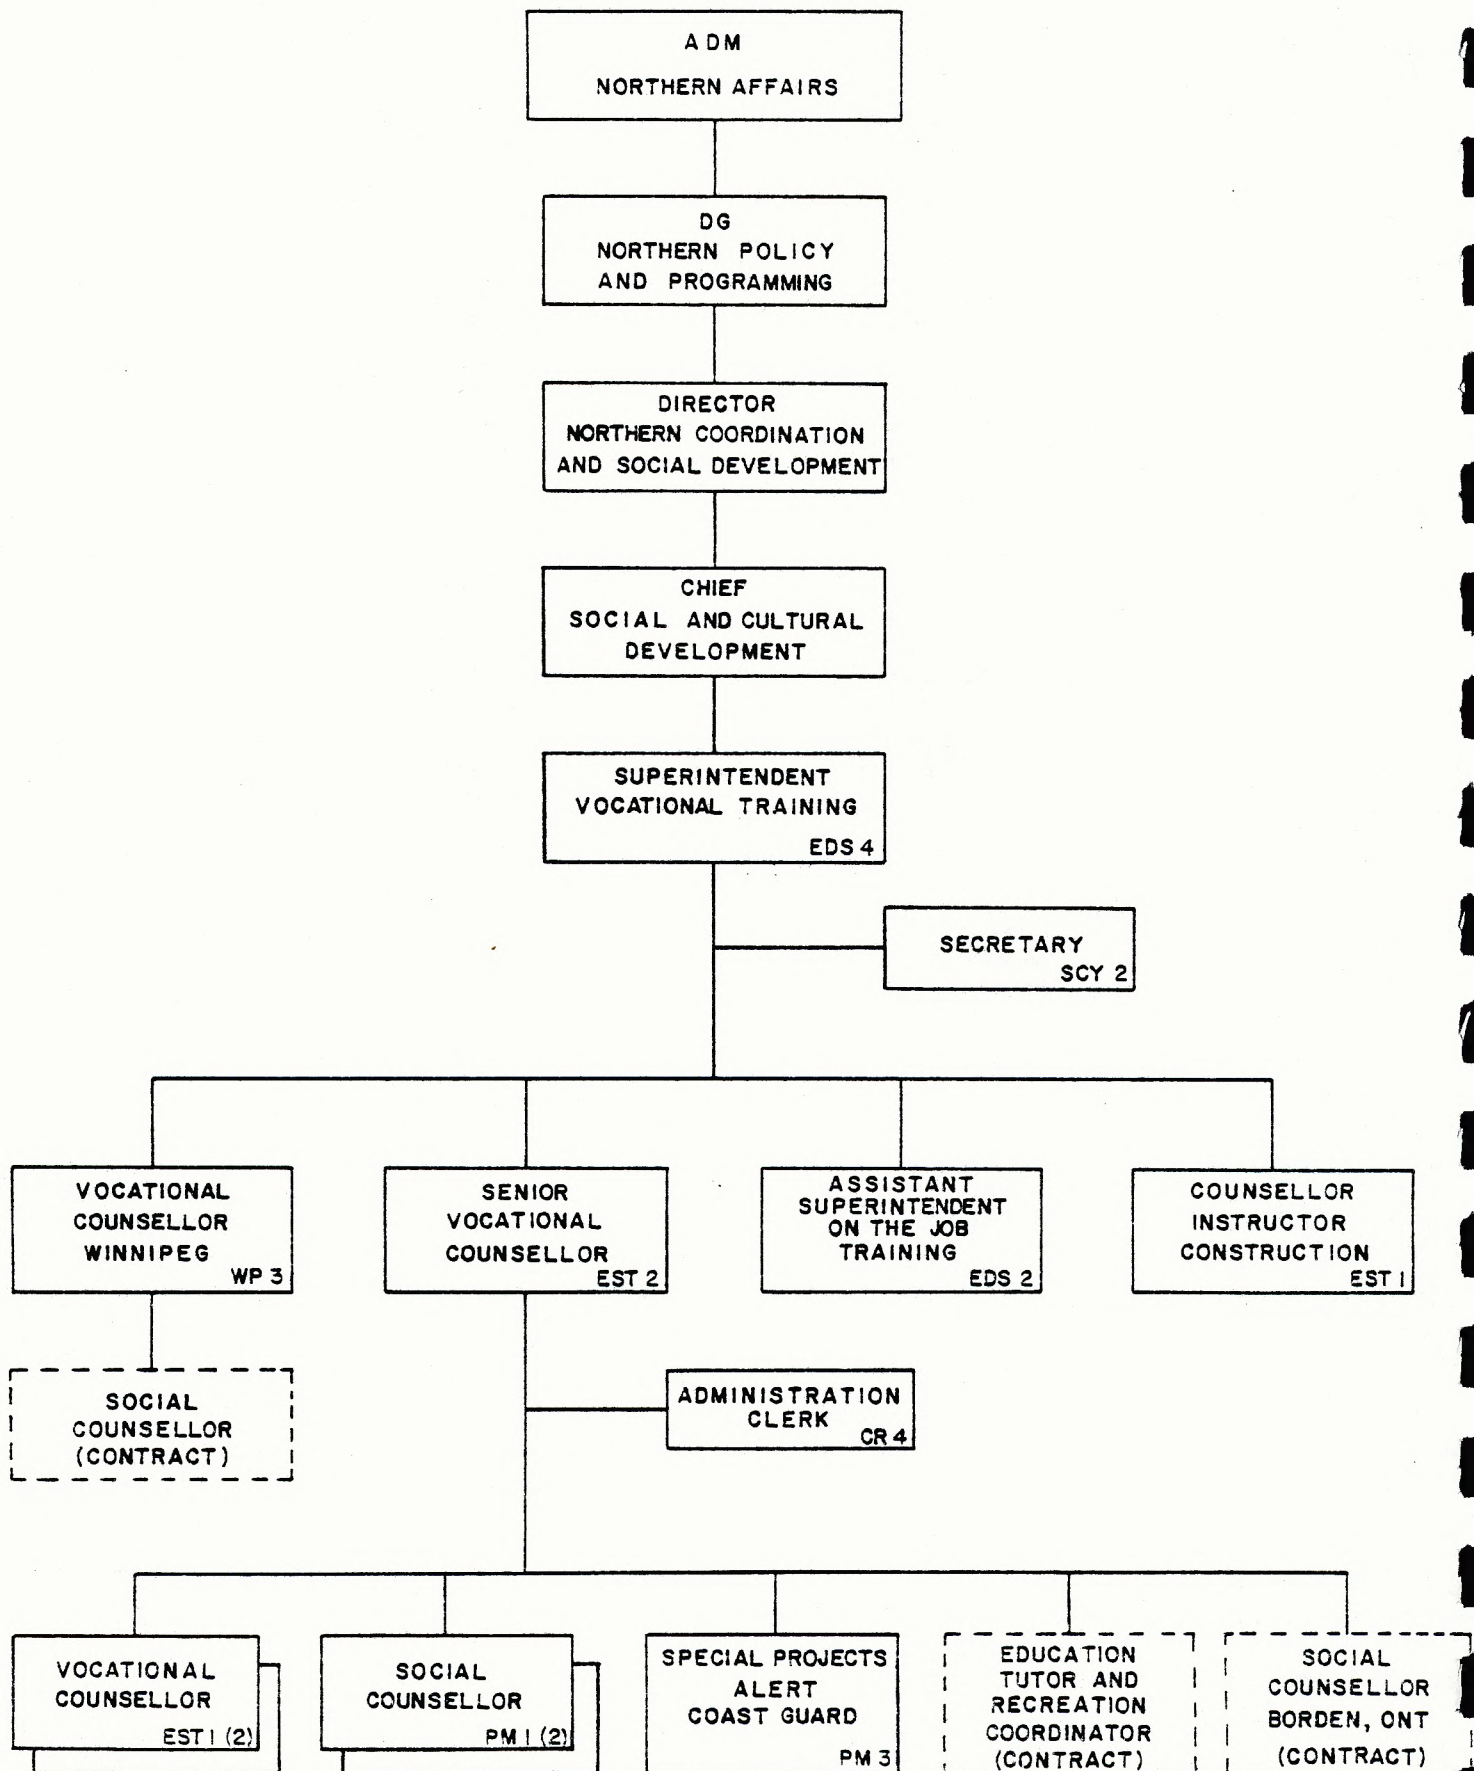 ADM
NORTHERN AFFAIRS
DG
NORTHERN POLICY
AND PROGRAMMING
DIRECTOR
NORTHERN COORDINATION
AND SOCIAL DEVELOPMENT
CHIEF
SOCIAL AND CULTURAL
DEVELOPMENT
SUPERINTENDENT
VOCATIONAL TRAINING
EDS 4
SECRETARY
SCY 2
VOCATIONAL
COUNSELLOR
WINNIPEG
WP 3
SENIOR
VOCATIONAL
COUNSELLOR
EST 2
ASSISTANT
SUPERINTENDENT
ON THE JOB
TRAINING
EDS 2
COUNSELLOR
INSTRUCTOR
CONSTRUCTION
EST 1
SOCIAL
COUNSELLOR
(CONTRACT)
ADMINISTRATION
CLERK
CR 4
VOCATIONAL
COUNSELLOR
EST 1 (2)
SOCIAL
COUNSELLOR
PM 1 (2)
SPECIAL PROJECTS
ALERT
COAST GUARD
PM 3
EDUCATION
TUTOR AND
RECREATION
COORDINATOR
(CONTRACT)
SOCIAL
COUNSELLOR
BORDEN, ONT
(CONTRACT)